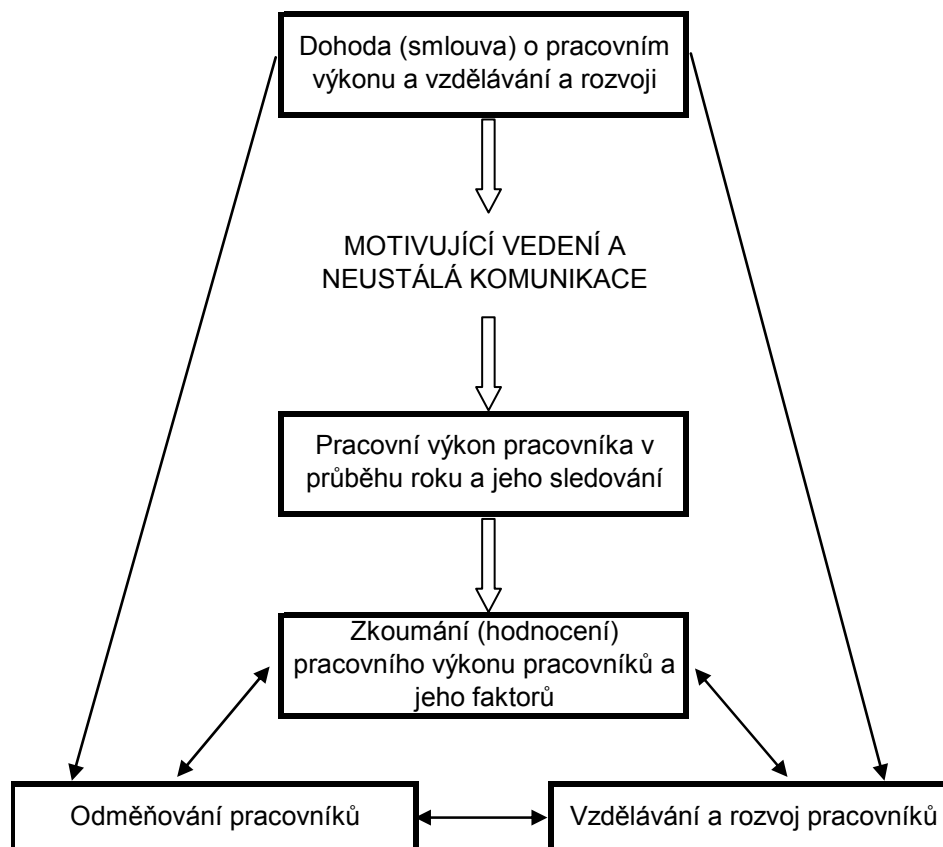 Dohoda (smlouva) o pracovním
výkonu a vzdělávání a rozvoji
MOTIVUJÍCÍ VEDENÍ A
NEUSTÁLÁ KOMUNIKACE
Pracovní výkon pracovníka v
průběhu roku a jeho sledování
Zkoumání (hodnocení)
pracovního výkonu pracovníků a
jeho faktorů
Odměňování pracovníků
Vzdělávání a rozvoj pracovníků